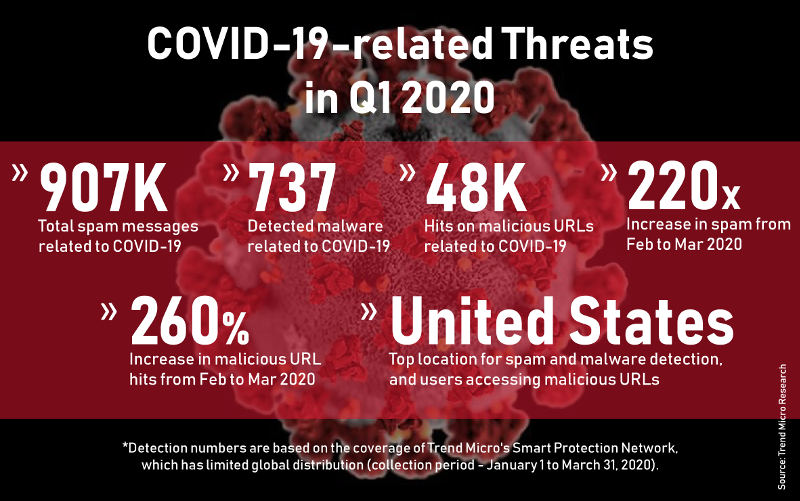 COVID-19-related Threats
in Q1 2020
» 907K
Total spam messages
related to COVID-19
» 737
Detected malware
related to COVID-19
» 48K
Hits on malicious URLs
related to COVID-19
» 220x
Increase in spam from
Feb to Mar 2020
» 260%
Increase in malicious URL
hits from Feb to Mar 2020
» United States
Top location for spam and malware detection,
and users accessing malicious URLs
*Detection numbers are based on the coverage of Trend Micro's Smart Protection Network,
which has limited global distribution (collection period - January 1 to March 31, 2020).
Source: Trend Micro Research